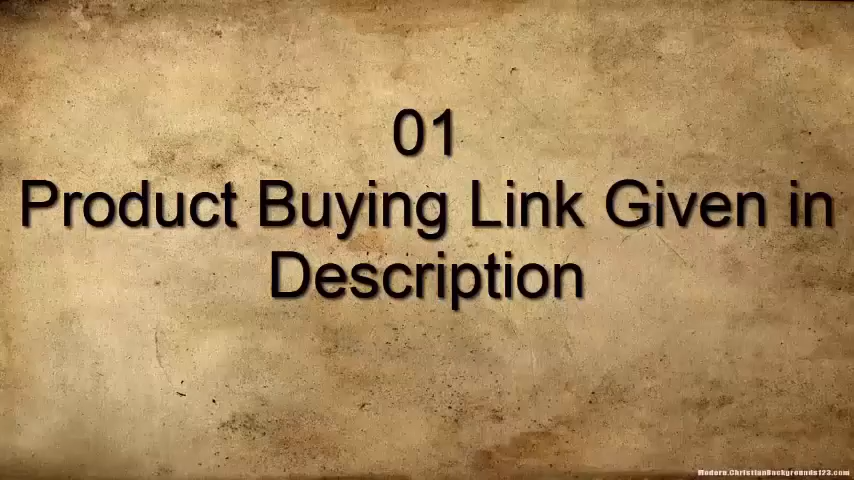 01
Product Buying Link Given in
Description
Modern.ChristianBackgrounds123.com